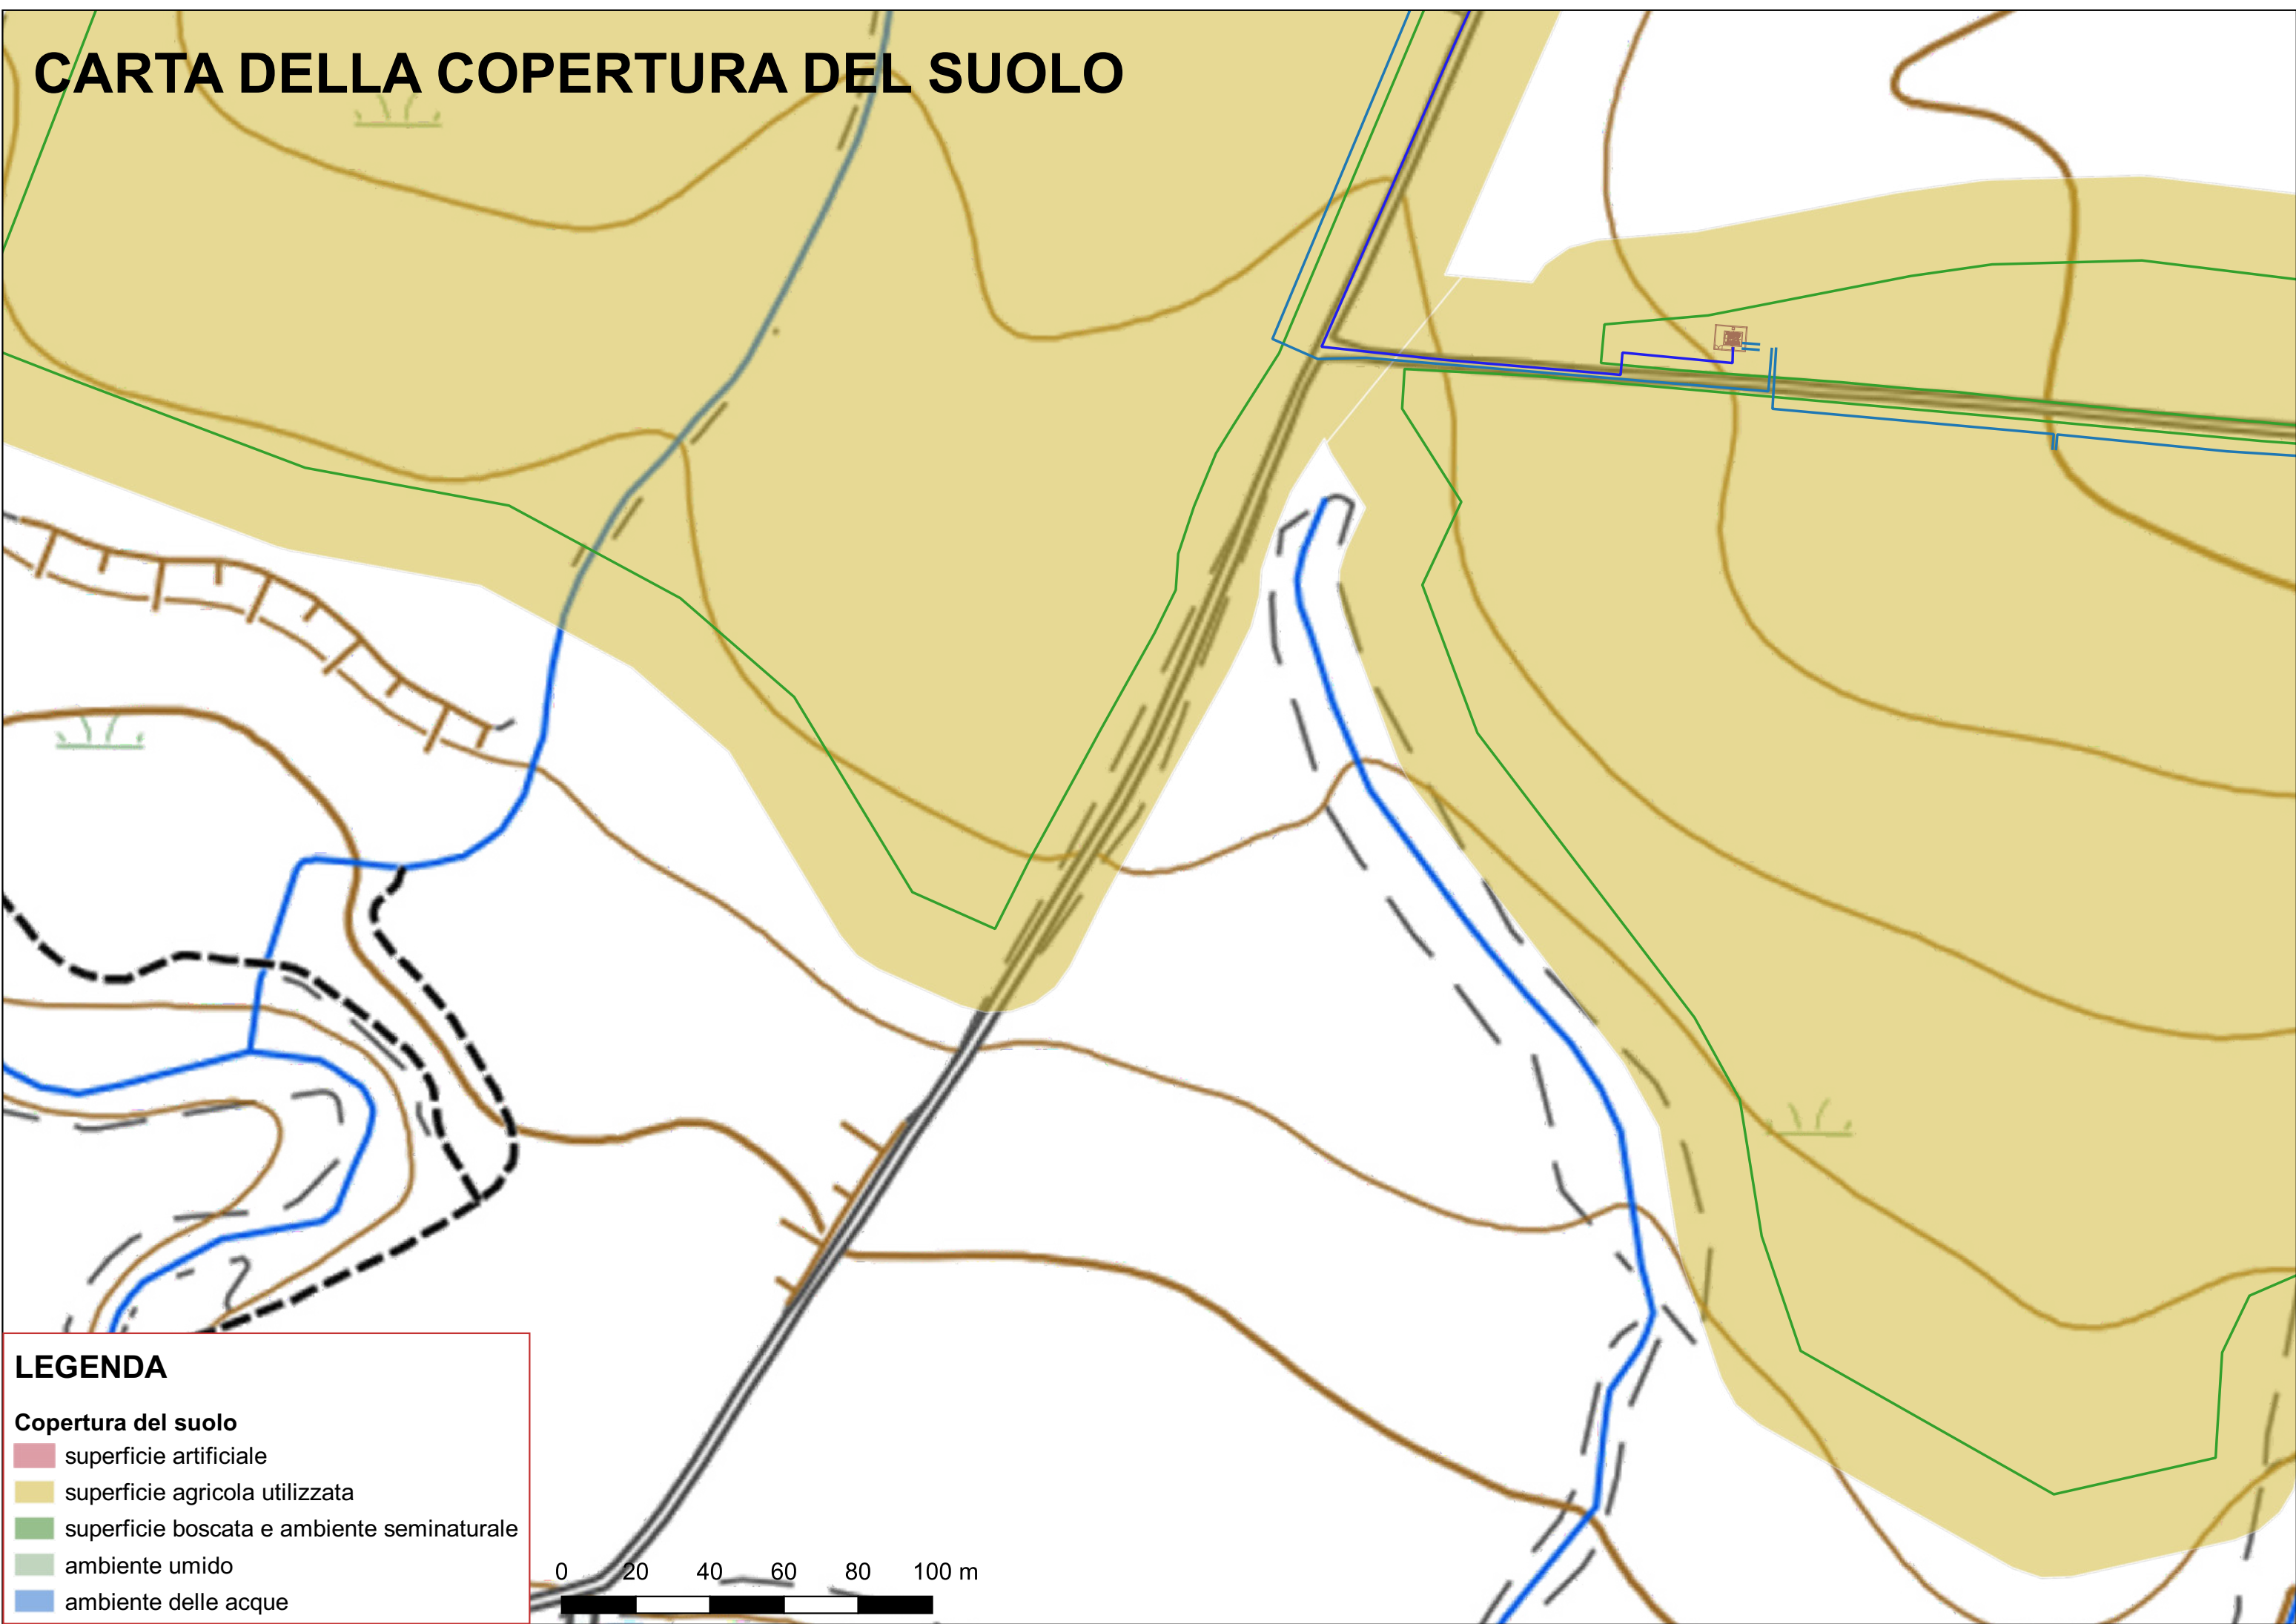 CARTA DELLA COPERTURA DEL SUOLO
LEGENDA
Copertura del suolo
superficie artificiale
superficie agricola utilizzata
superficie boscata e ambiente seminaturale
ambiente umido
ambiente delle acque
0 20 40 60 80 100 m